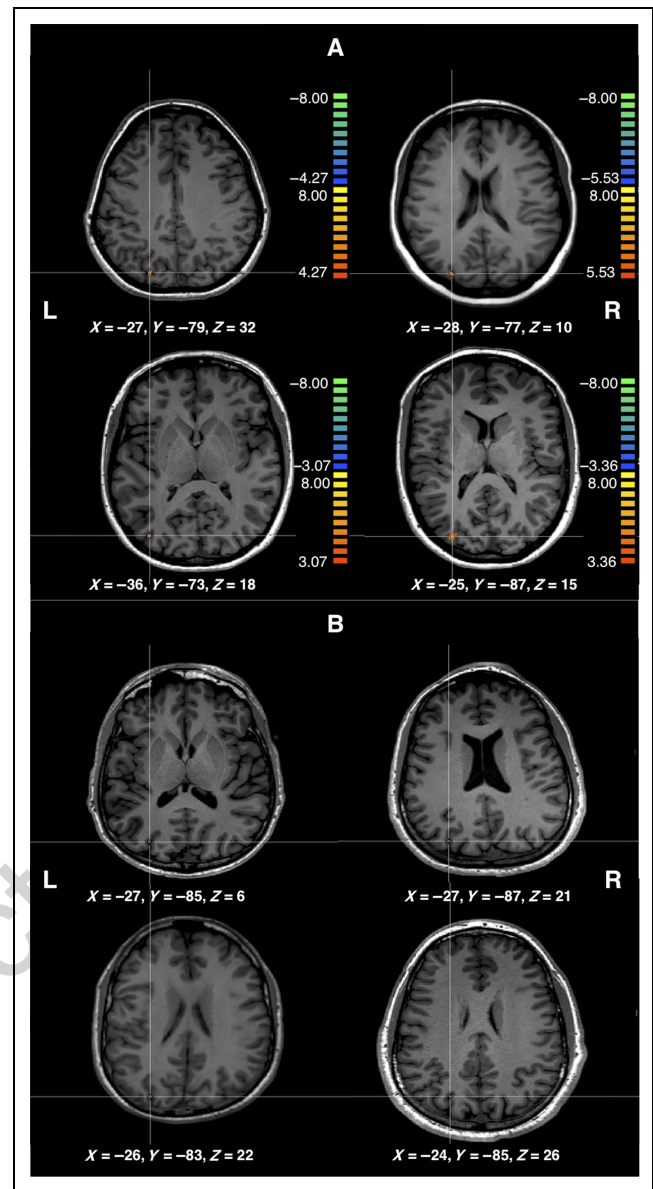 A
−8.00 −8.00
−4.27 −5.53
8.00 8.00
4.27 5.53
L R
X = −27, Y = −79, Z = 32 X = −28, Y = −77, Z = 10
−8.00 −8.00
−3.07 −3.36
8.00 8.00
3.07 3.36
X = −36, Y = −73, Z = 18 X = −25, Y = −87, Z = 15
B
L R
X = −27, Y = −85, Z = 6 X = −27, Y = −87, Z = 21
X = −26, Y = −83, Z = 22 X = −24, Y = −85, Z = 26